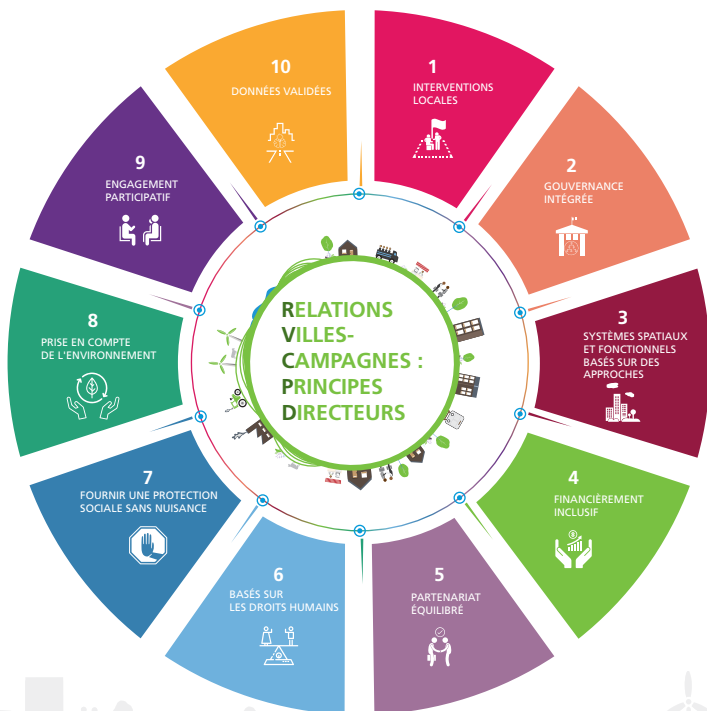 RELATIONS
VILLES-
CAMPAGNES :
PRINCIPES
DIRECTEURS
1
INTERVENTIONS
LOCALES
2
GOUVERNANCE
INTÉGRÉE
3
SYSTÈMES SPATIAUX
ET FONCTIONNELS
BASÉS SUR DES
APPROCHES
4
FINANCIÈREMENT
INCLUSIF
5
PARTENARIAT
ÉQUILIBRÉ
6
BASÉS SUR
LES DROITS HUMAINS
7
FOURNIR UNE PROTECTION
SOCIALE SANS NUISANCE
8
PRISE EN COMPTE
DE L'ENVIRONNEMENT
9
ENGAGEMENT
PARTICIPATIF
10
DONNÉES VALIDÉES